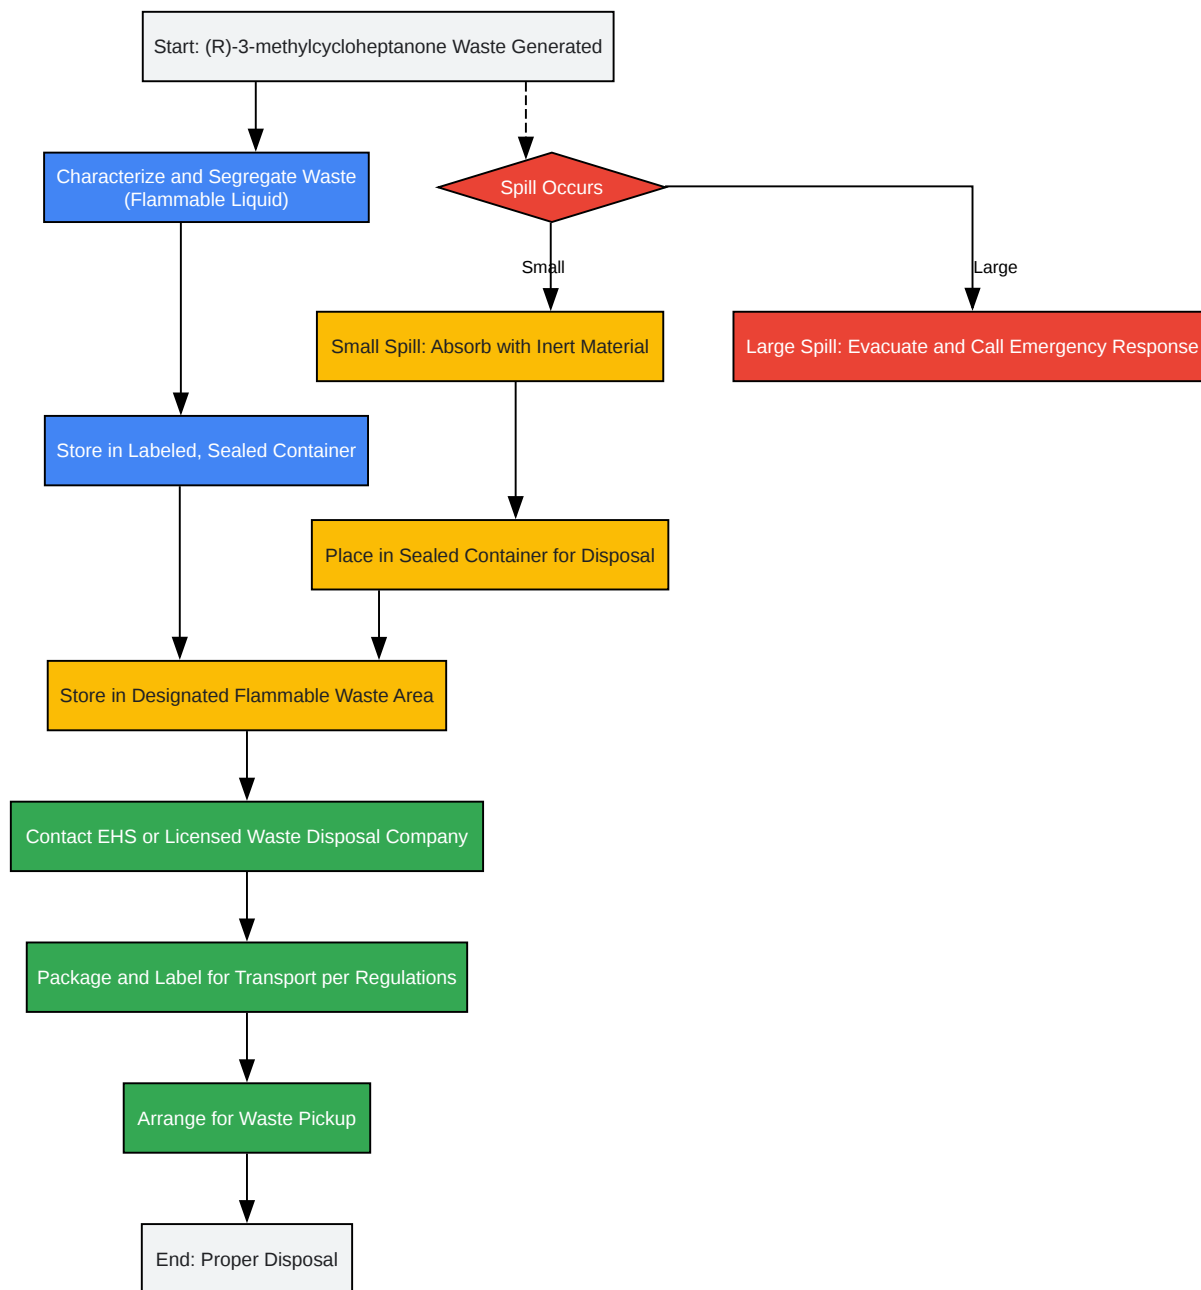 Start: (R)-3-methylcycloheptanone Waste Generated
Characterize and Segregate Waste
(Flammable Liquid)
Spill Occurs
Small
Large
Small Spill: Absorb with Inert Material
Large Spill: Evacuate and Call Emergency Response
Store in Labeled, Sealed Container
Place in Sealed Container for Disposal
Store in Designated Flammable Waste Area
Contact EHS or Licensed Waste Disposal Company
Package and Label for Transport per Regulations
Arrange for Waste Pickup
End: Proper Disposal